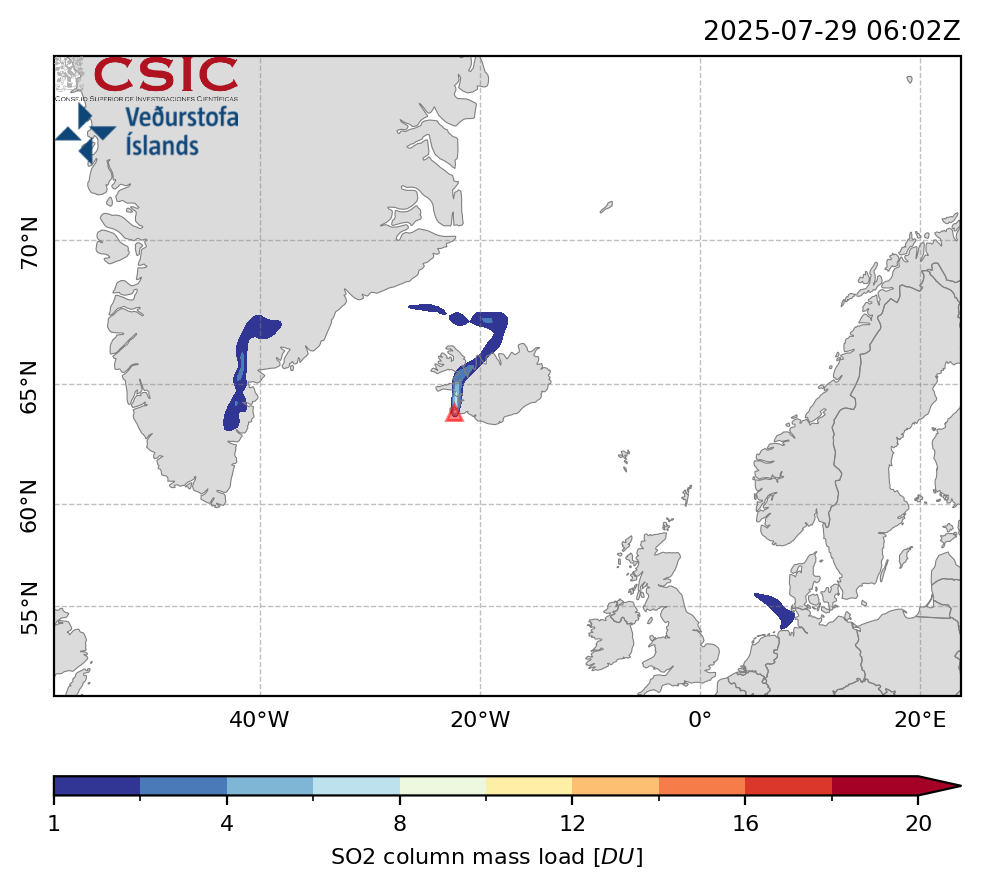 2025-07-29 06:02Z
CSIC
CONSEJO SUPERIOR DE INVESTIGACIONES CIENTÍFICAS
Veðurstofa
Íslands
70°N
65°N
60°N
55°N
40°W 20°W 0° 20°E
1 4 8 12 16 20
SO2 column mass load [DU]